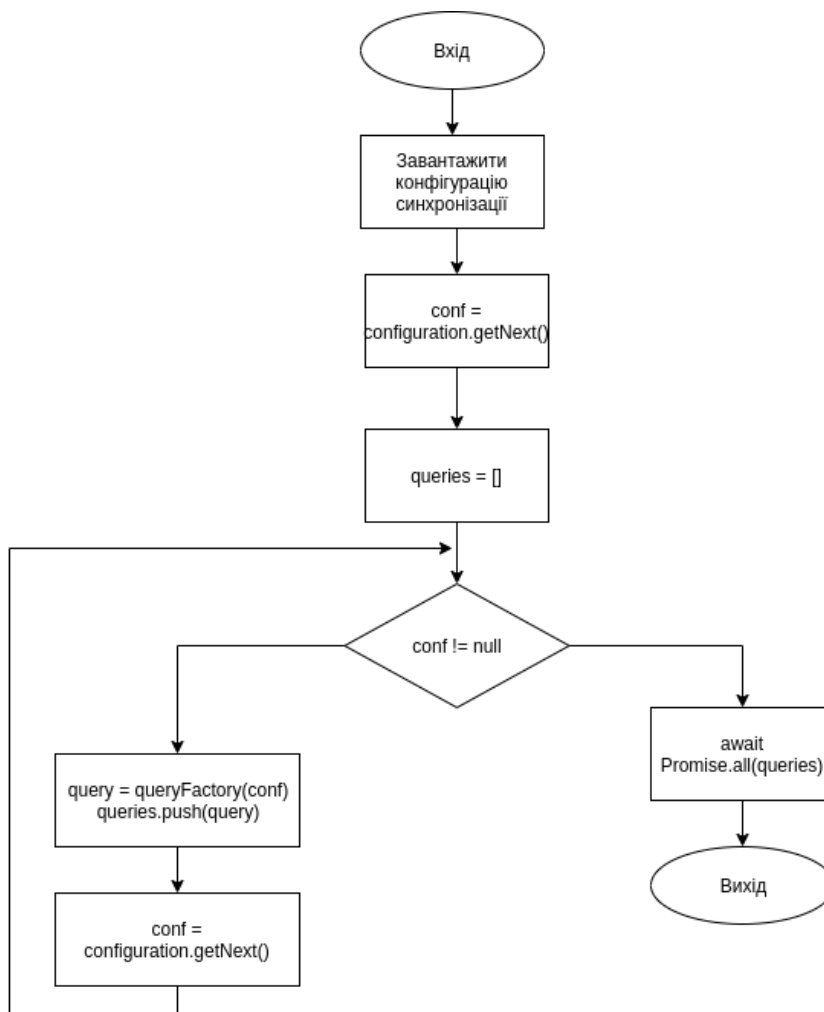 Вхід
Завантажити
конфігурацію
синхронізації
conf =
configuration.getNext()
queries = []
conf != null
query = queryFactory(conf)
queries.push(query)
conf =
configuration.getNext()
await
Promise.all(queries)
Вихід